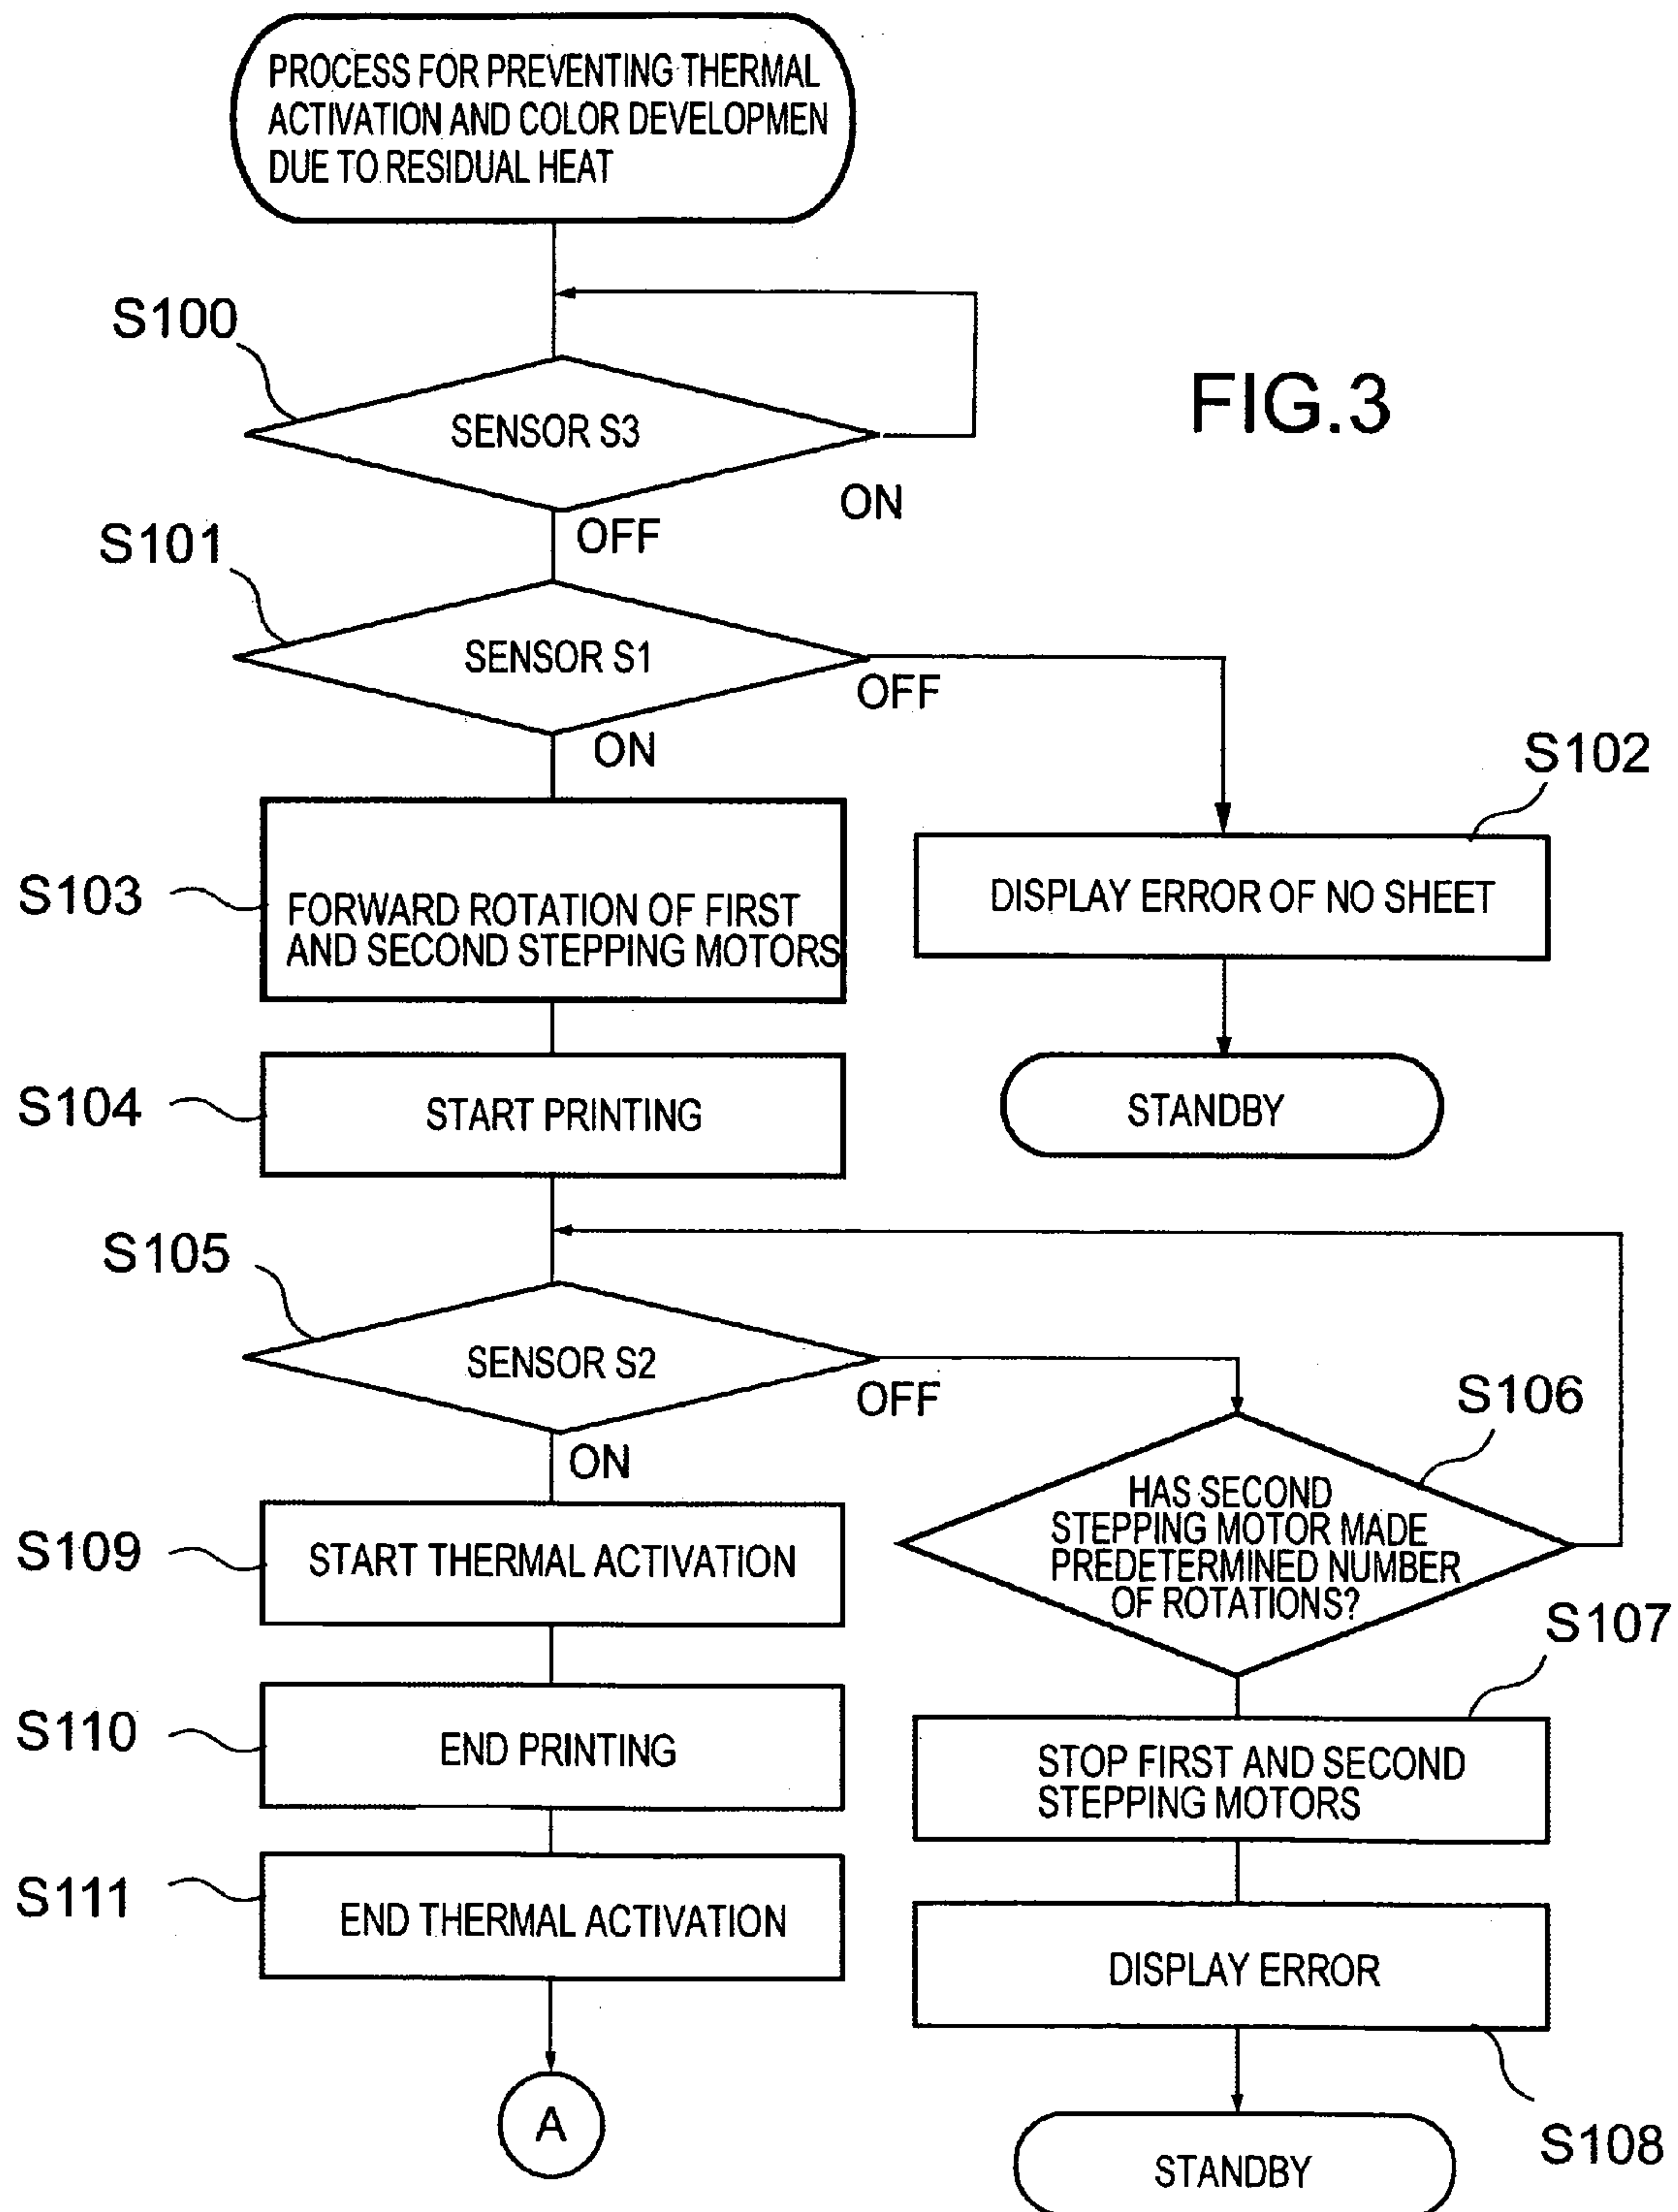 PROCESS FOR PREVENTING THERMAL
ACTIVATION AND COLOR DEVELOPMEN
DUE TO RESIDUAL HEAT
S100
FIG.3
SENSOR S3
ON
OFF
S101
SENSOR S1
OFF
ON
S102
S103
FORWARD ROTATION OF FIRST
AND SECOND STEPPING MOTORS
DISPLAY ERROR OF NO SHEET
S104
START PRINTING
STANDBY
S105
SENSOR S2
OFF
ON
S106
HAS SECOND
STEPPING MOTOR MADE
PREDETERMINED NUMBER
OF ROTATIONS?
S109
START THERMAL ACTIVATION
S107
S110
END PRINTING
STOP FIRST AND SECOND
STEPPING MOTORS
S111
END THERMAL ACTIVATION
DISPLAY ERROR
A
S108
STANDBY